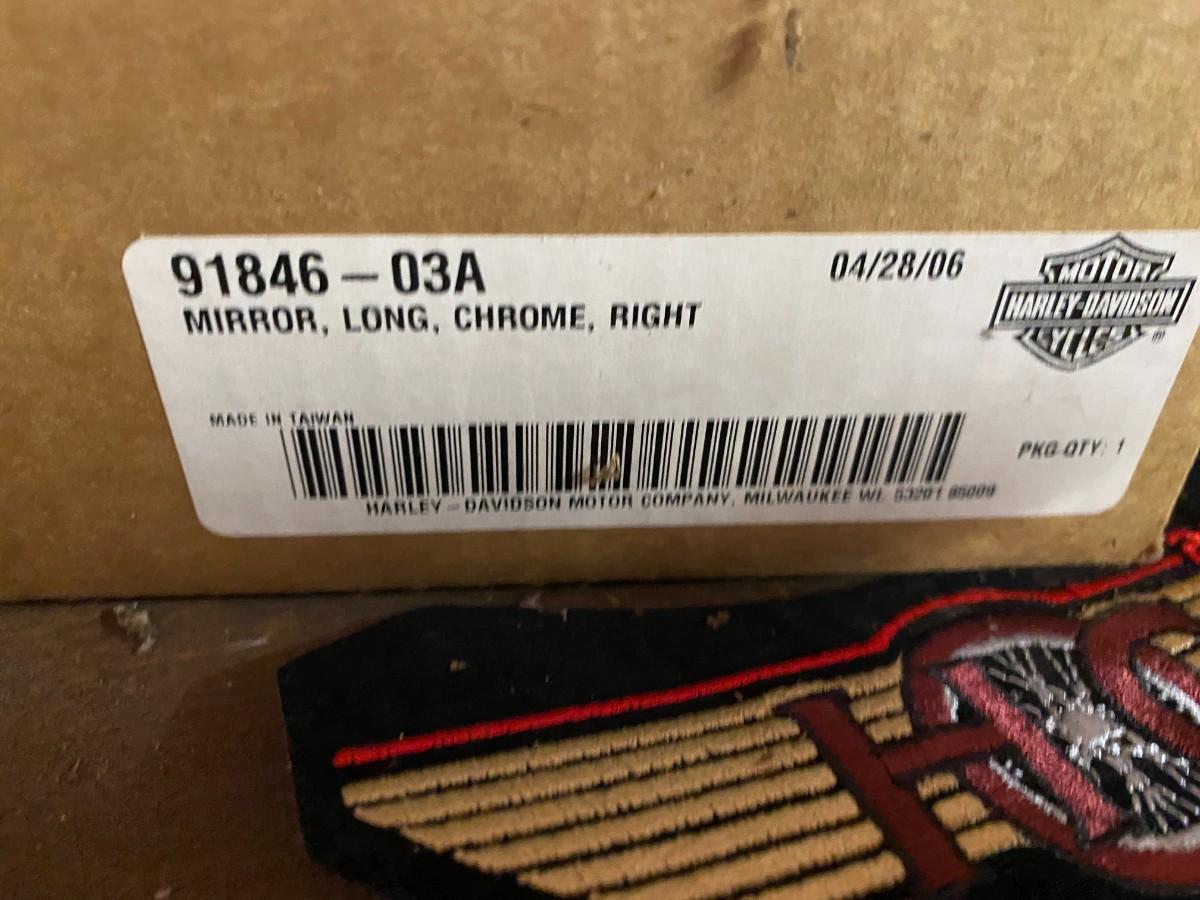 91846-03A
04/28/06
MIRROR, LONG, CHROME, RIGHT
MOTOR
HARLEY-DAVIDSON
CYCLES
®
MADE IN TAIWAN
PKG QTY: 1
HARLEY-DAVIDSON MOTOR COMPANY, MILWAUKEE WI. 53201